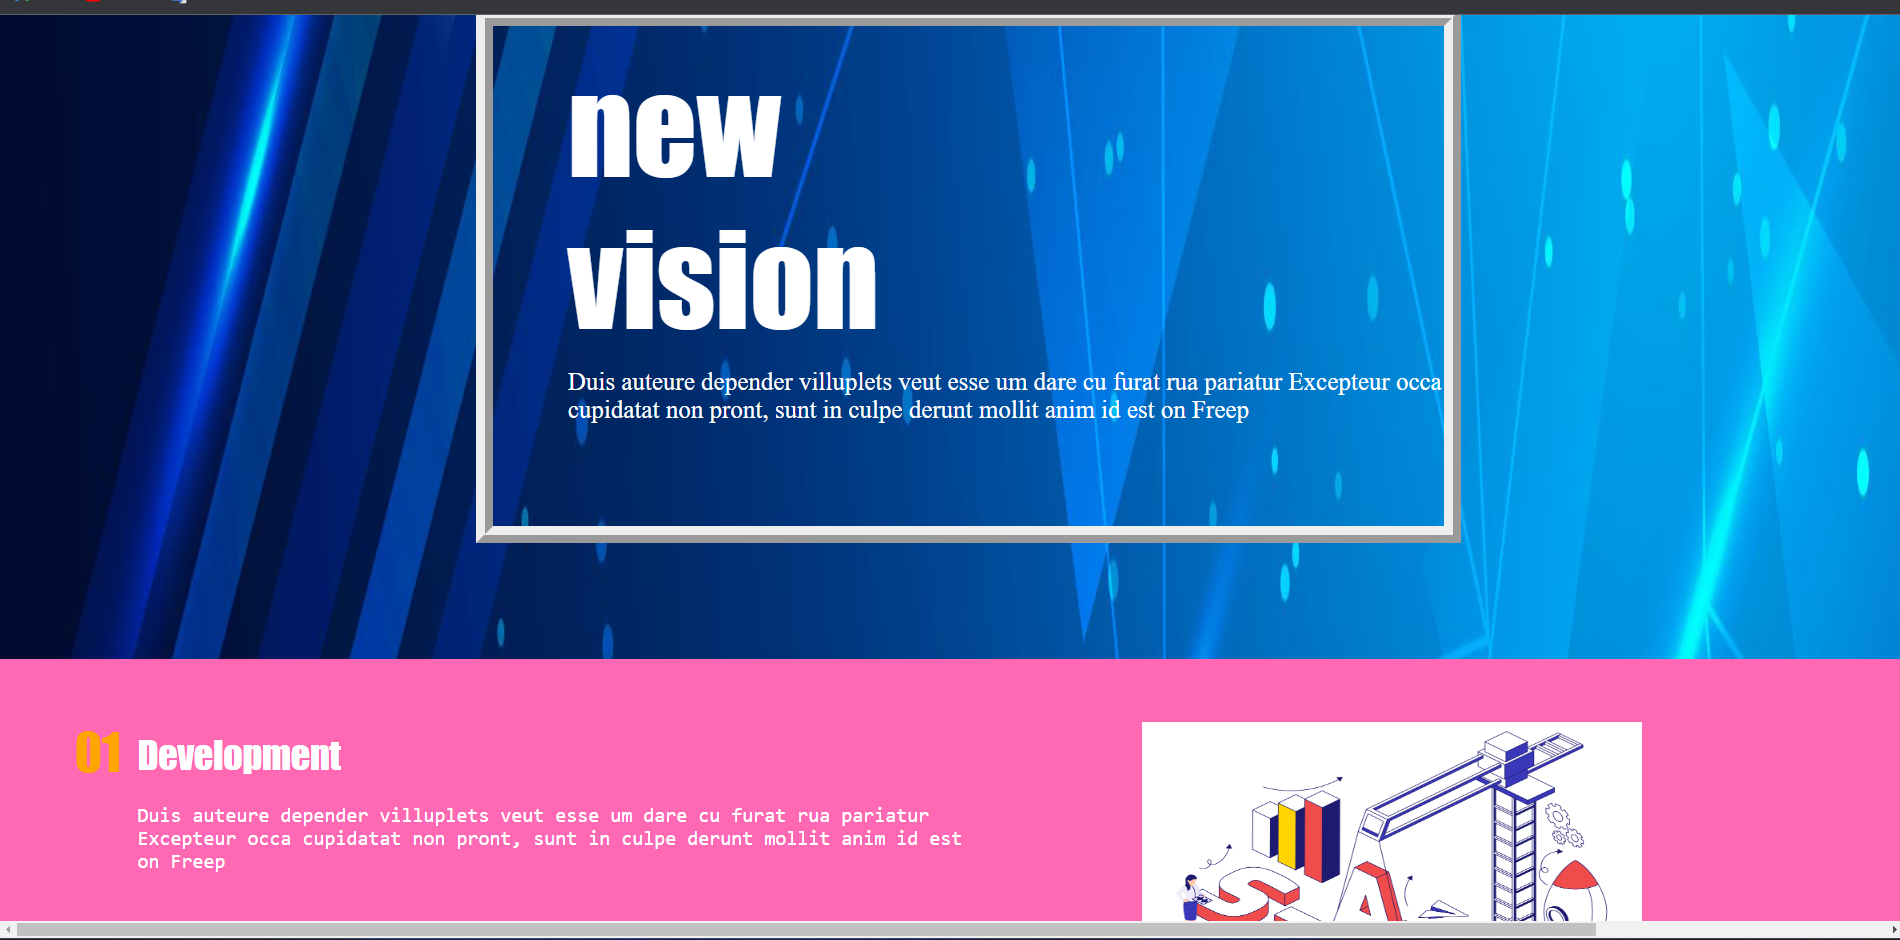 new
vision
Duis auteure depender villuplets veut esse um dare cu furat rua pariatur Excepteur occa
cupidatat non pront, sunt in culpe derunt mollit anim id est on Freep
01 Development
Duis auteure depender villuplets veut esse um dare cu furat rua pariatur
Excepteur occa cupidatat non pront, sunt in culpe derunt mollit anim id est
on Freep